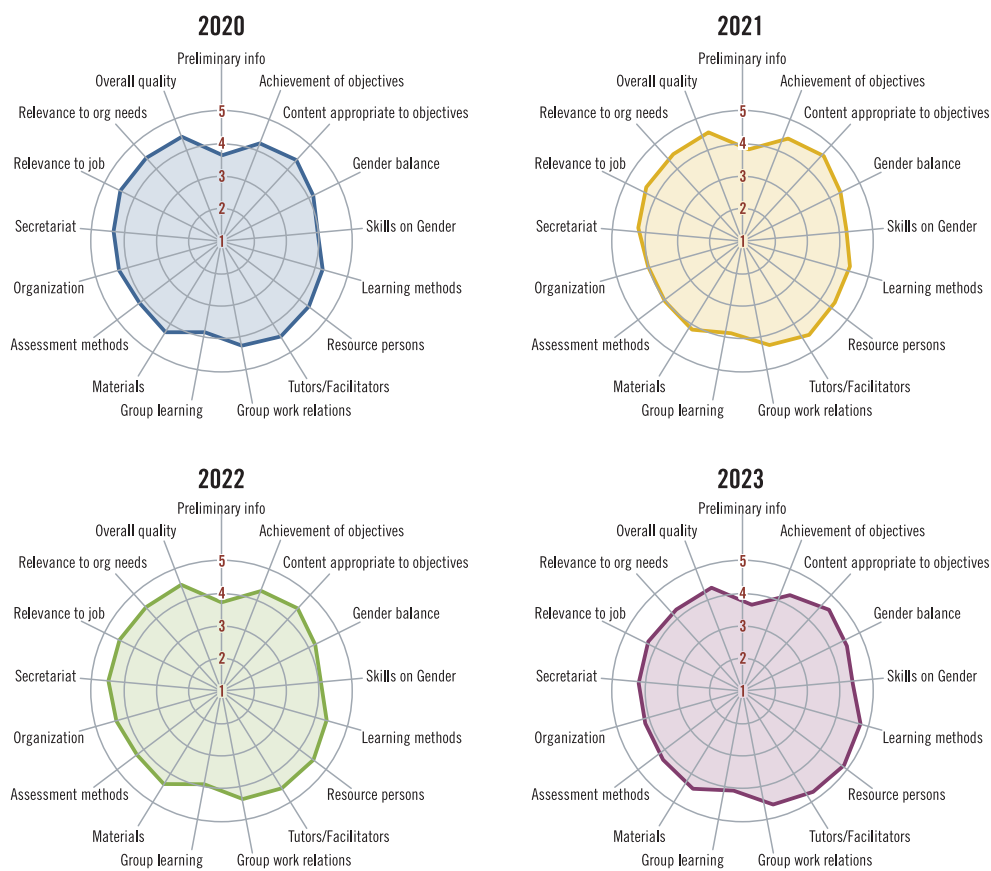 2020
Preliminary info
Overall quality
Achievement of objectives
Relevance to org needs
Content appropriate to objectives
5
4
Relevance to job
Gender balance
3
2
Secretariat
Skills on Gender
1
Organization
Learning methods
Assessment methods
Resource persons
Materials
Tutors/Facilitators
Group learning
Group work relations
2021
Preliminary info
Overall quality
Achievement of objectives
Relevance to org needs
Content appropriate to objectives
5
4
Relevance to job
Gender balance
3
2
Secretariat
Skills on Gender
1
Organization
Learning methods
Assessment methods
Resource persons
Materials
Tutors/Facilitators
Group learning
Group work relations
2022
Preliminary info
Overall quality
Achievement of objectives
Relevance to org needs
Content appropriate to objectives
5
4
Relevance to job
Gender balance
3
2
Secretariat
Skills on Gender
1
Organization
Learning methods
Assessment methods
Resource persons
Materials
Tutors/Facilitators
Group learning
Group work relations
2023
Preliminary info
Overall quality
Achievement of objectives
Relevance to org needs
Content appropriate to objectives
5
4
Relevance to job
Gender balance
3
2
Secretariat
Skills on Gender
1
Organization
Learning methods
Assessment methods
Resource persons
Materials
Tutors/Facilitators
Group learning
Group work relations